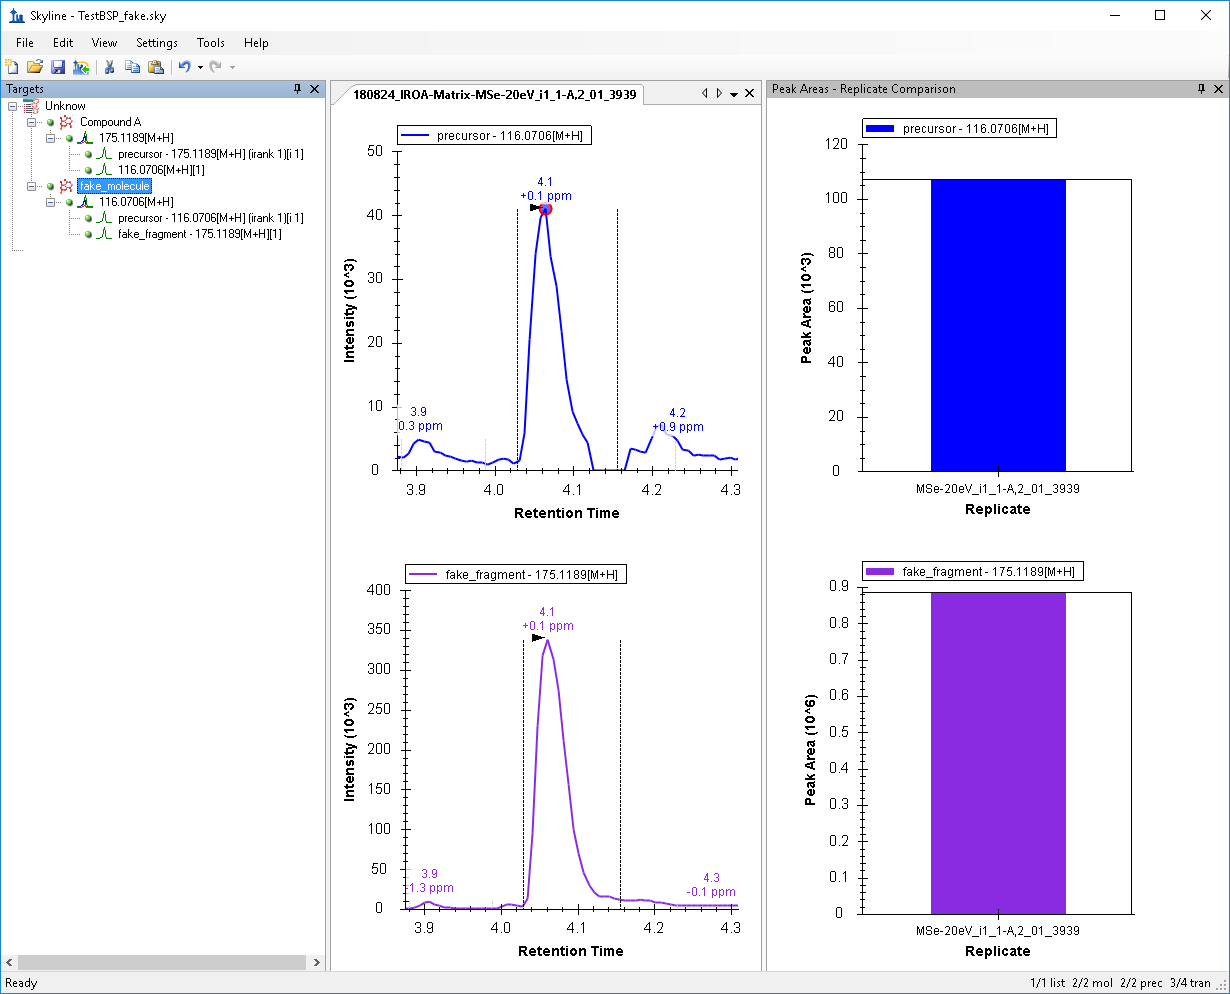 Skyline - TestBSP_fake.sky
File Edit View Settings Tools Help
Targets
Unknow
Compound A
175.1189[M+H]
precursor - 175.1189[M+H] (irank 1)[i 1]
116.0706[M+H][1]
fake_molecule
116.0706[M+H]
precursor - 116.0706[M+H] (irank 1)[i 1]
fake_fragment - 175.1189[M+H][1]
180824_IROA-Matrix-MSe-20eV_i1_1-A,2_01_3939
precursor - 116.0706[M+H]
50
40
30
20
10
0
Intensity (10^3)
4.1
+0.1 ppm
3.9
0.3 ppm
4.2
+0.9 ppm
3.9 4.0 4.1 4.2 4.3
Retention Time
fake_fragment - 175.1189[M+H]
400
350
300
250
200
150
100
50
0
Intensity (10^3)
4.1
+0.1 ppm
3.9
-1.3 ppm
4.3
-0.1 ppm
3.9 4.0 4.1 4.2 4.3
Retention Time
Peak Areas - Replicate Comparison
precursor - 116.0706[M+H]
120
100
80
60
40
20
0
Peak Area (10^3)
MSe-20eV_i1_1-A,2_01_3939
Replicate
fake_fragment - 175.1189[M+H]
0.9
0.8
0.7
0.6
0.5
0.4
0.3
0.2
0.1
0
Peak Area (10^6)
MSe-20eV_i1_1-A,2_01_3939
Replicate
Ready
1/1 list 2/2 mol 2/2 prec 3/4 tran